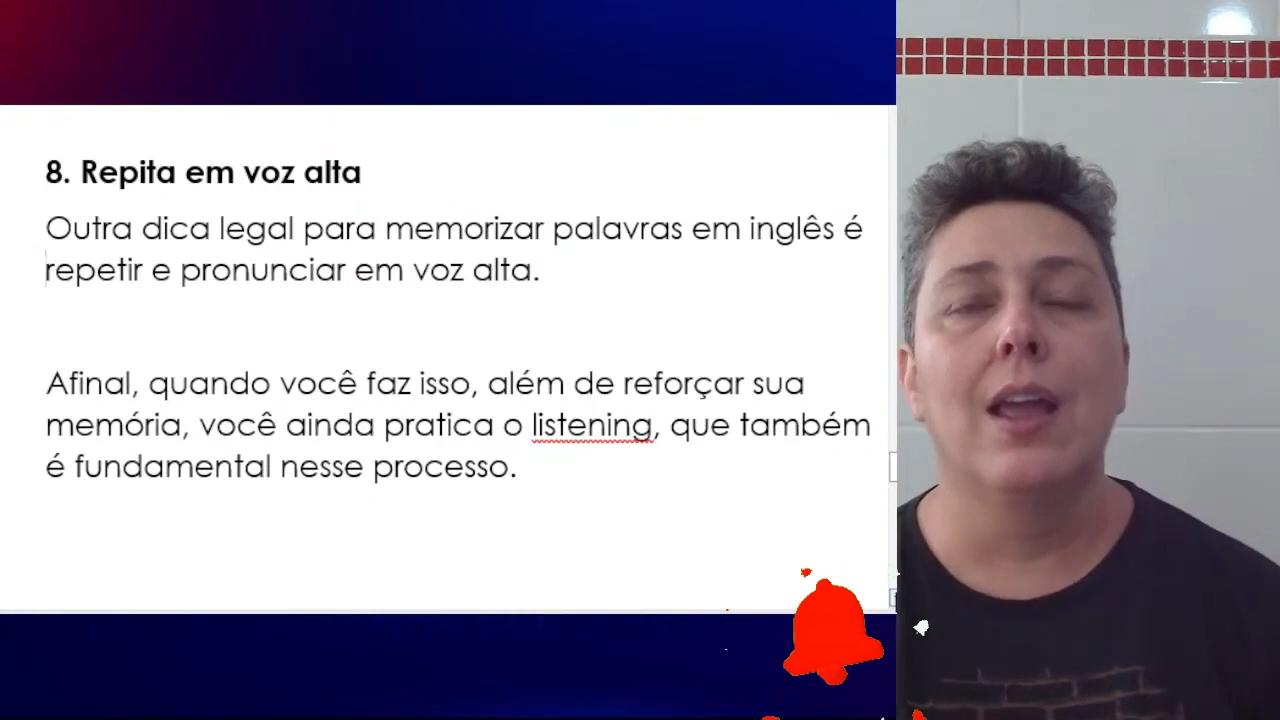 8. Repita em voz alta
Outra dica legal para memorizar palavras em inglês é
repetir e pronunciar em voz alta.
Afinal, quando você faz isso, além de reforçar sua
memória, você ainda pratica o listening, que também
é fundamental nesse processo.